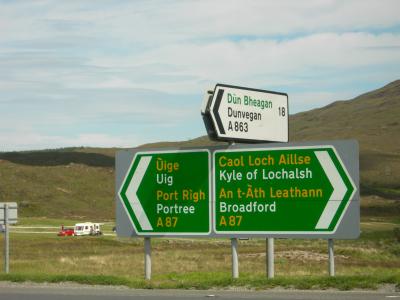 Dùn Bheagan
Dunvegan 18
A 863
Ùige
Uig
Port Righ
Portree
A 87
Caol Loch Aillse
Kyle of Lochalsh
An t-Àth Leathann
Broadford
A 87